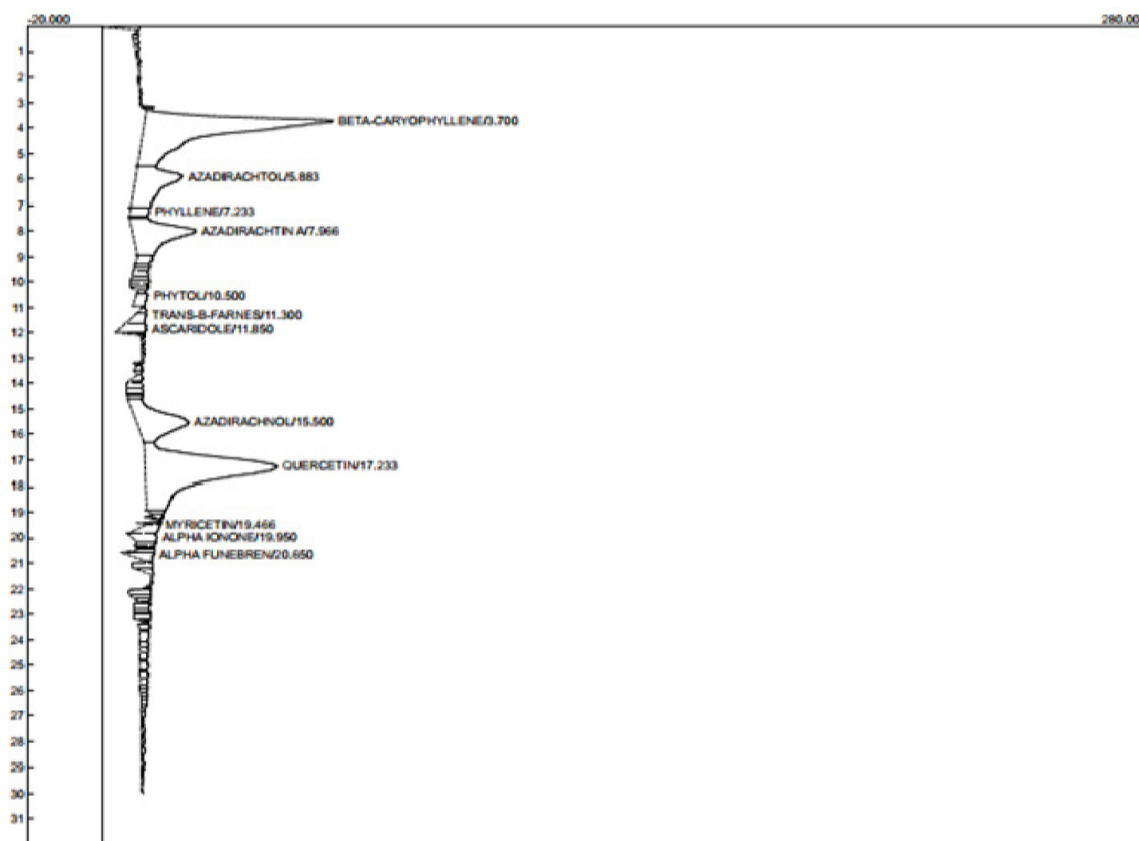 -20.000 280.00
1
2
3
BETA-CARYOPHYLLENE/3.700
4
5
AZADIRACHTOL/5.883
6
7
PHYLLENE/7.233
8
AZADIRACHTIN A/7.966
9
10
PHYTOL/10.500
11
TRANS-B-FARNES/11.300
12
ASCARIDOLE/11.850
13
14
15
AZADIRACHNOL/15.500
16
17
QUERCETIN/17.233
18
19
MYRICETIN/19.466
20
ALPHA IONONE/19.950
ALPHA FUNEBREN/20.650
21
22
23
24
25
26
27
28
29
30
31